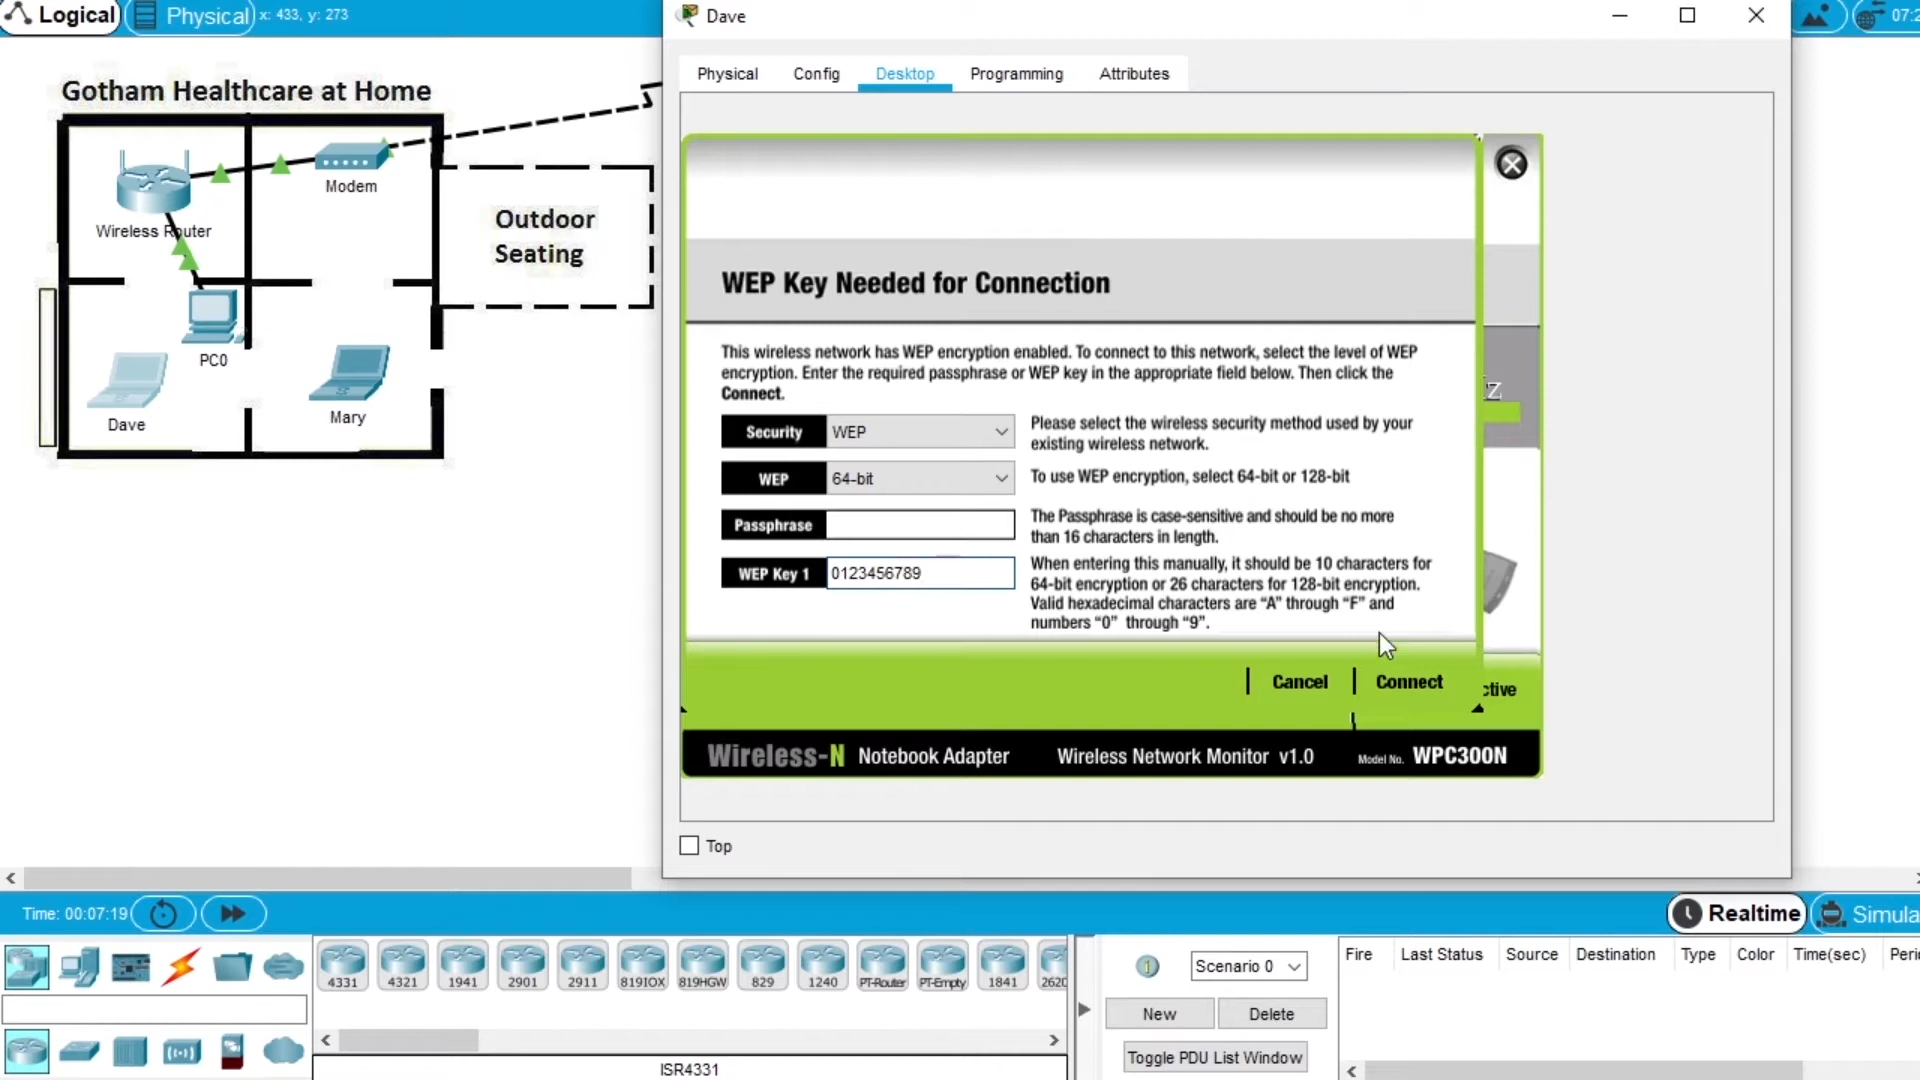 Logical
Physical
x: 433, y: 273
Dave
07:2
Physical
Config
Desktop
Programming
Attributes
Gotham Healthcare at Home
Modem
Wireless Router
Outdoor
Seating
PC0
Dave
Mary
WEP Key Needed for Connection
This wireless network has WEP encryption enabled. To connect to this network, select the level of WEP
encryption. Enter the required passphrase or WEP key in the appropriate field below. Then click the
Connect.
Security
WEP
Please select the wireless security method used by your
existing wireless network.
WEP
64-bit
To use WEP encryption, select 64-bit or 128-bit
Passphrase
The Passphrase is case-sensitive and should be no more
than 16 characters in length.
WEP Key 1
0123456789
When entering this manually, it should be 10 characters for
64-bit encryption or 26 characters for 128-bit encryption.
Valid hexadecimal characters are “A” through “F” and
numbers “0” through “9”.
Cancel
Connect
ctive
Wireless-N Notebook Adapter
Wireless Network Monitor v1.0
Model No. WPC300N
Top
Time: 00:07:19
Realtime
Simula
4331
4321
1941
2901
2911
819IOX
819HGW
829
1240
PT-Router
PT-Empty
1841
2620
ISR4331
Scenario 0
New
Delete
Toggle PDU List Window
Fire
Last Status
Source
Destination
Type
Color
Time(sec)
Peri